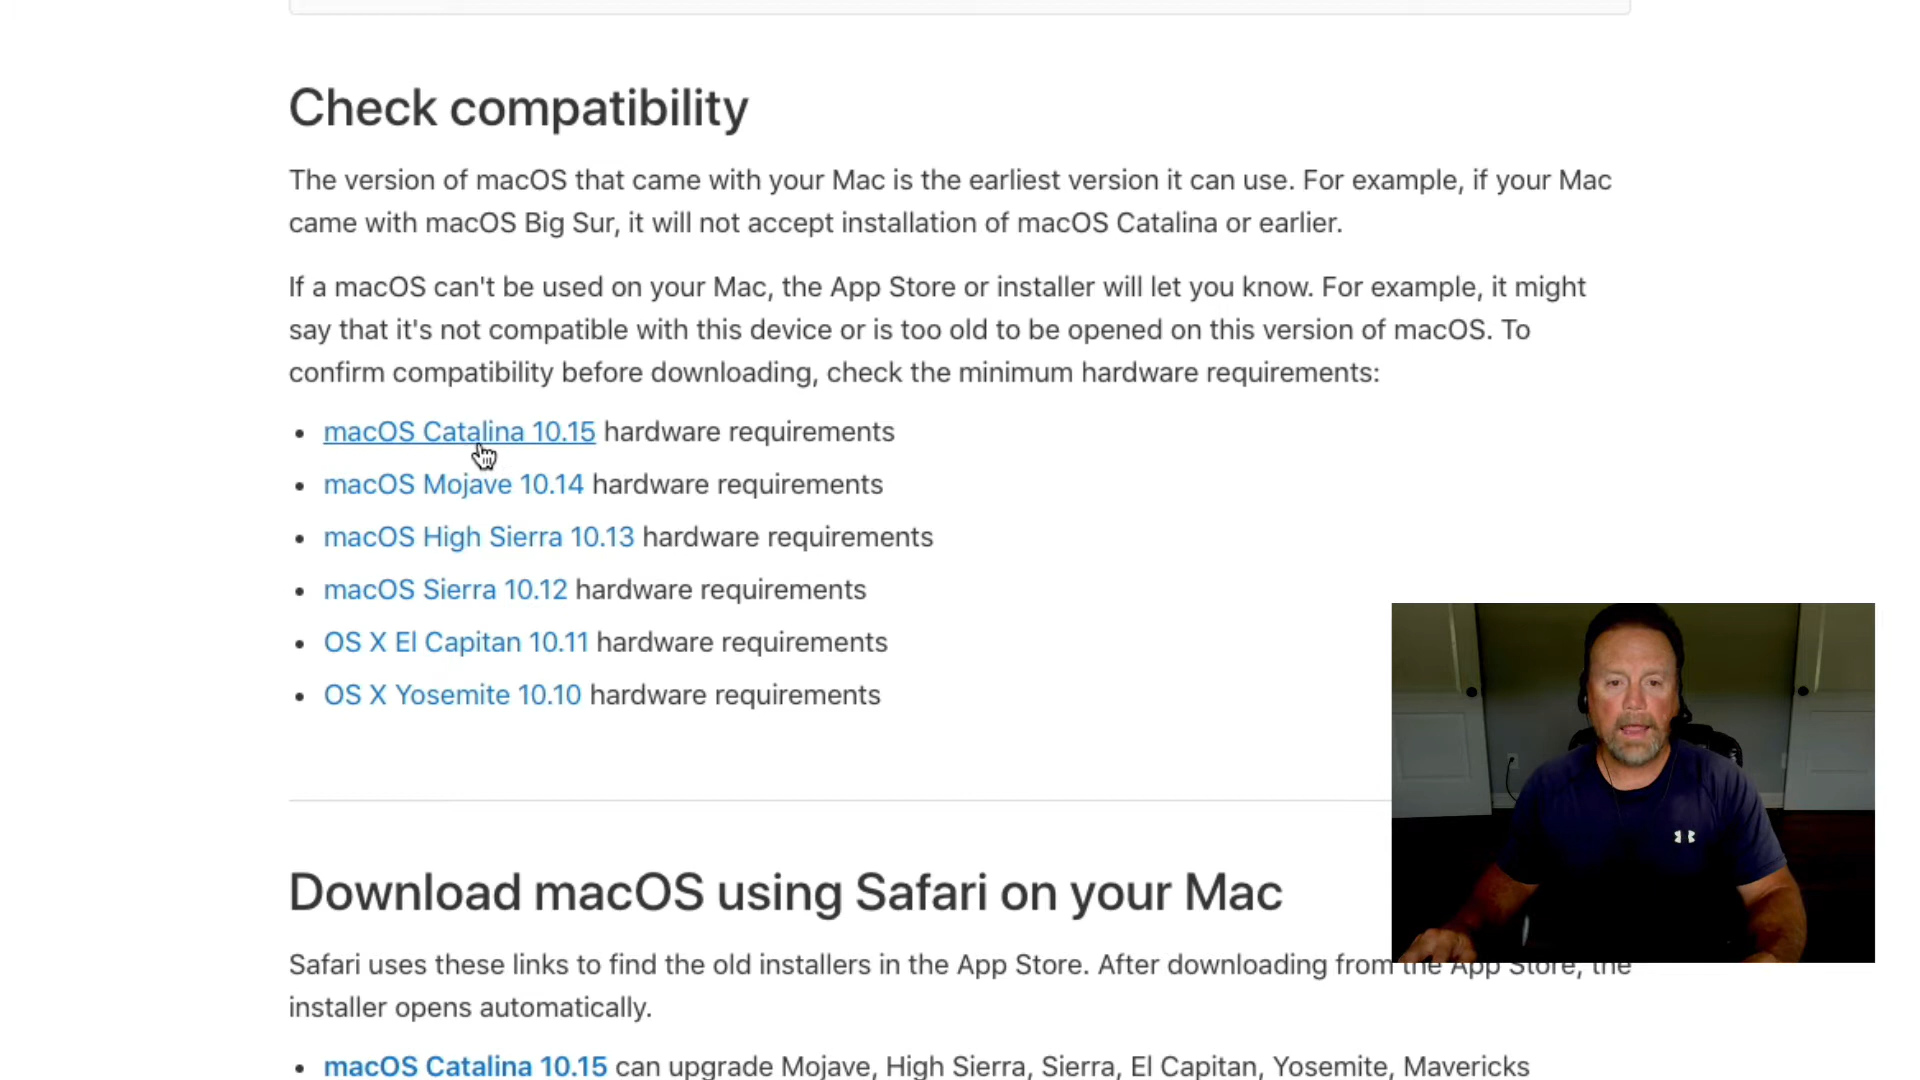 Check compatibility
The version of macOS that came with your Mac is the earliest version it can use. For example, if your Mac
came with macOS Big Sur, it will not accept installation of macOS Catalina or earlier.
If a macOS can't be used on your Mac, the App Store or installer will let you know. For example, it might
say that it's not compatible with this device or is too old to be opened on this version of macOS. To
confirm compatibility before downloading, check the minimum hardware requirements:
• macOS Catalina 10.15 hardware requirements
• macOS Mojave 10.14 hardware requirements
• macOS High Sierra 10.13 hardware requirements
• macOS Sierra 10.12 hardware requirements
• OS X El Capitan 10.11 hardware requirements
• OS X Yosemite 10.10 hardware requirements
Download macOS using Safari on your Mac
Safari uses these links to find the old installers in the App Store. After downloading from the App Store, the
installer opens automatically.
• macOS Catalina 10.15 can upgrade Mojave, High Sierra, Sierra, El Capitan, Yosemite, Mavericks